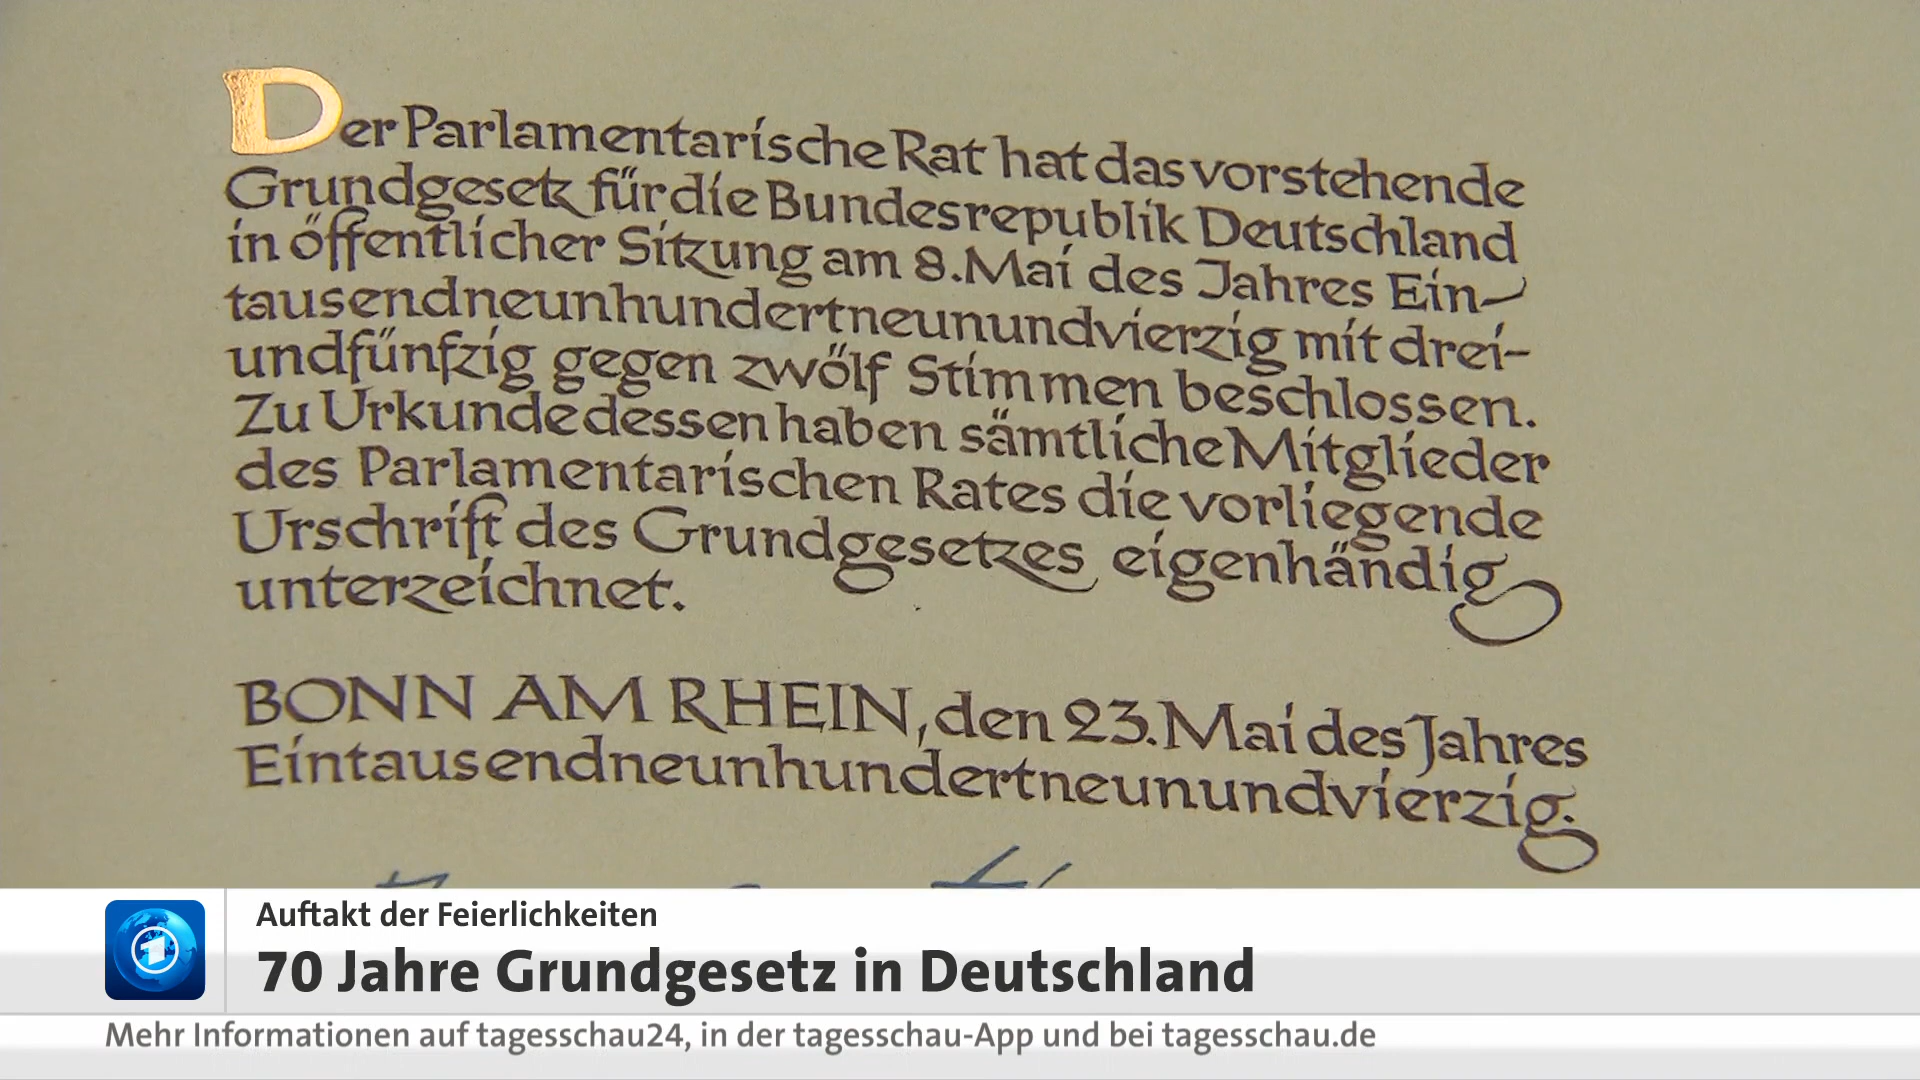 Der Parlamentarische Rat hat das vorstehende
Grundgesetz für die Bundesrepublik Deutschland
in öffentlicher Sitzung am 8. Mai des Jahres Ein-
tausendneunhundertneunundvierzig mit drei-
undfünfzig gegen zwölf Stimmen beschlossen.
Zu Urkunde dessen haben sämtliche Mitglieder
des Parlamentarischen Rates die vorliegende
Urschrift des Grundgesetzes eigenhändig
unterzeichnet.
BONN AM RHEIN, den 23. Mai des Jahres
Eintausendneunhundertneunundvierzig.
Auftakt der Feierlichkeiten
1
70 Jahre Grundgesetz in Deutschland
Mehr Informationen auf tagesschau24, in der tagesschau-App und bei tagesschau.de